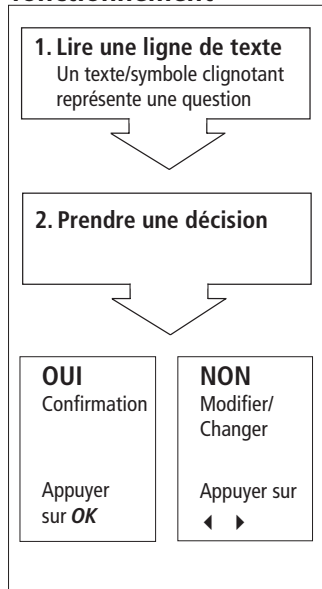 fonctionnement
1. Lire une ligne de texte
Un texte/symbole clignotant
représente une question
2. Prendre une décision
OUI
Confirmation
Appuyer
sur OK
NON
Modifier/
Changer
Appuyer sur